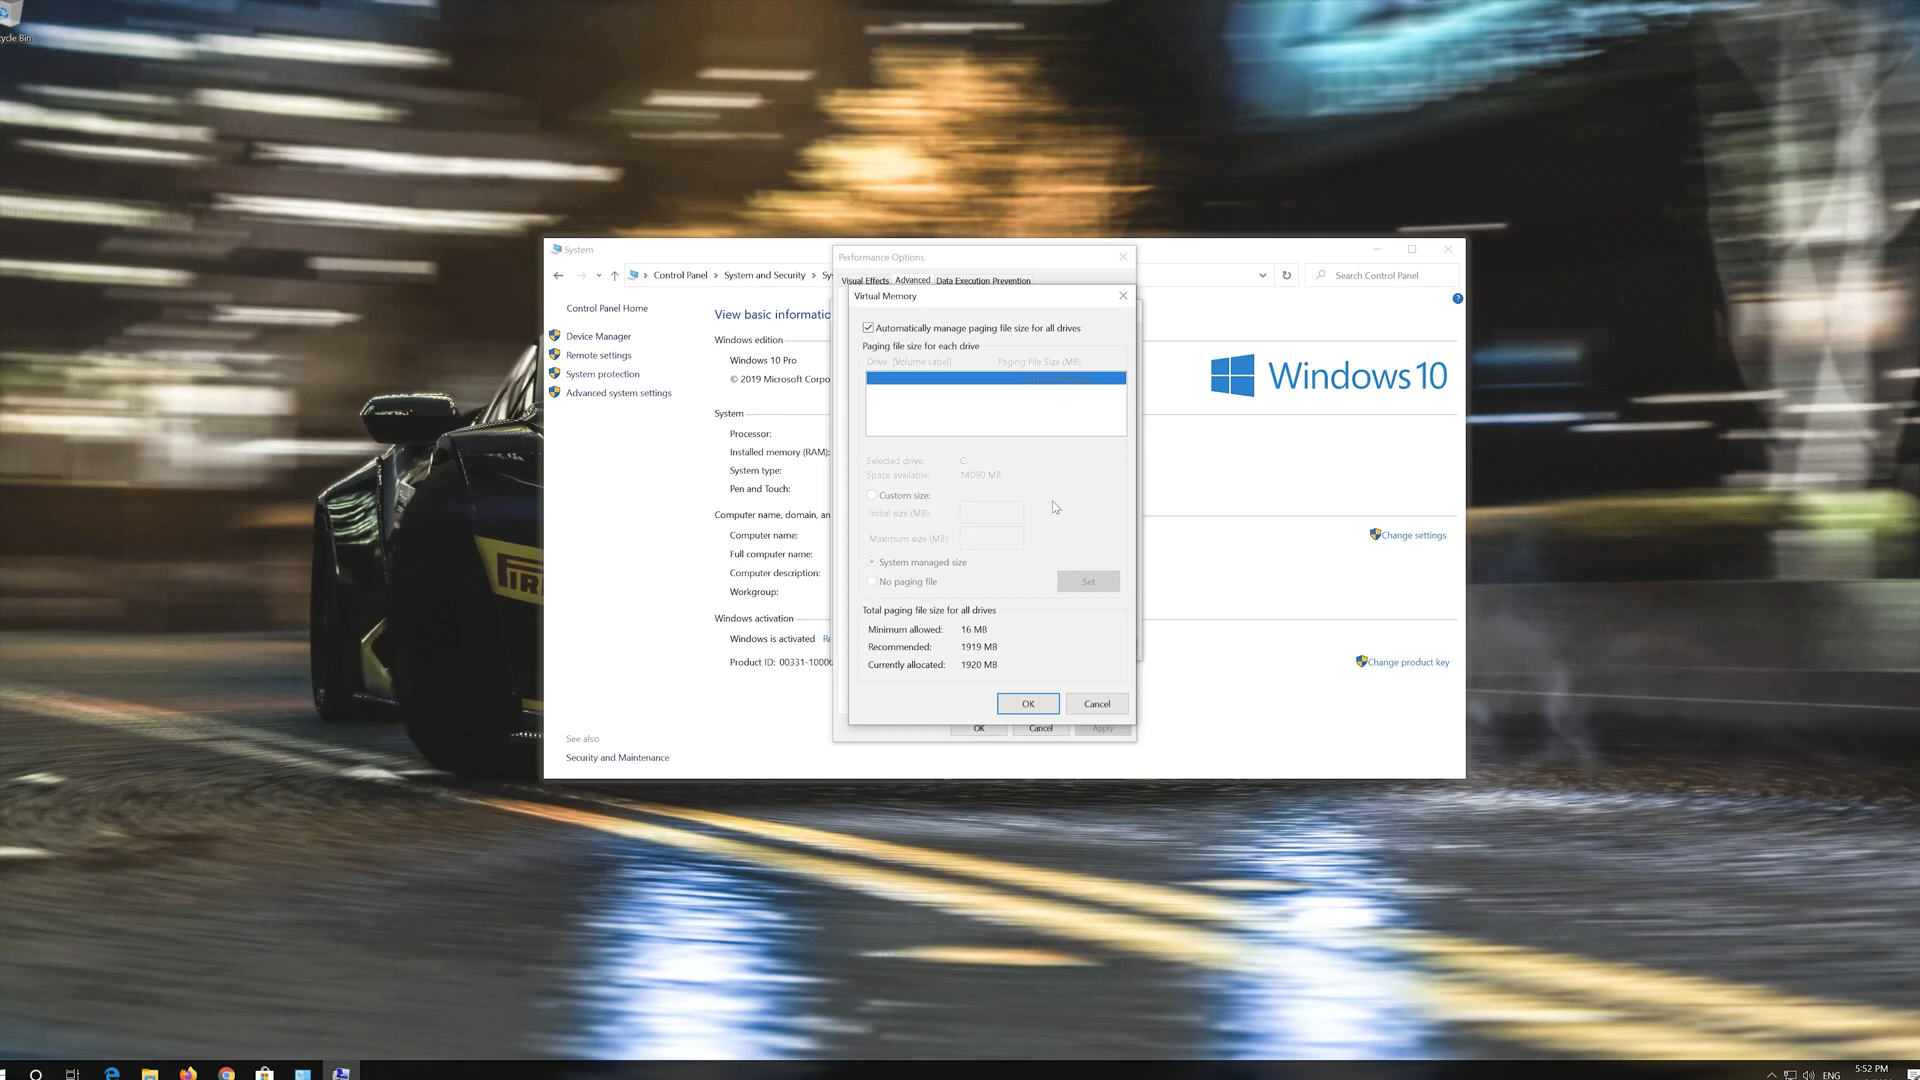 cycle Bin
System
Control Panel
System and Security
Sy
Search Control Panel
Control Panel Home
Device Manager
Remote settings
System protection
Advanced system settings
See also
Security and Maintenance
View basic informatio
Windows edition
Windows 10 Pro
© 2019 Microsoft Corpo
System
Processor:
Installed memory (RAM):
System type:
Pen and Touch:
Computer name, domain, an
Computer name:
Full computer name:
Computer description:
Workgroup:
Windows activation
Windows is activated Re
Product ID: 00331-1000
Windows 10
Change settings
Change product key
Performance Options
Visual Effects Advanced Data Execution Prevention
Virtual Memory
Automatically manage paging file size for all drives
Paging file size for each drive
Drive [Volume Label] Paging File Size (MB)
Selected drive: C:
Space available: 14090 MB
Custom size:
Initial size (MB):
Maximum size (MB):
System managed size
No paging file
Set
Total paging file size for all drives
Minimum allowed: 16 MB
Recommended: 1919 MB
Currently allocated: 1920 MB
OK Cancel
OK Cancel Apply
PIR
ENG
5:52 PM